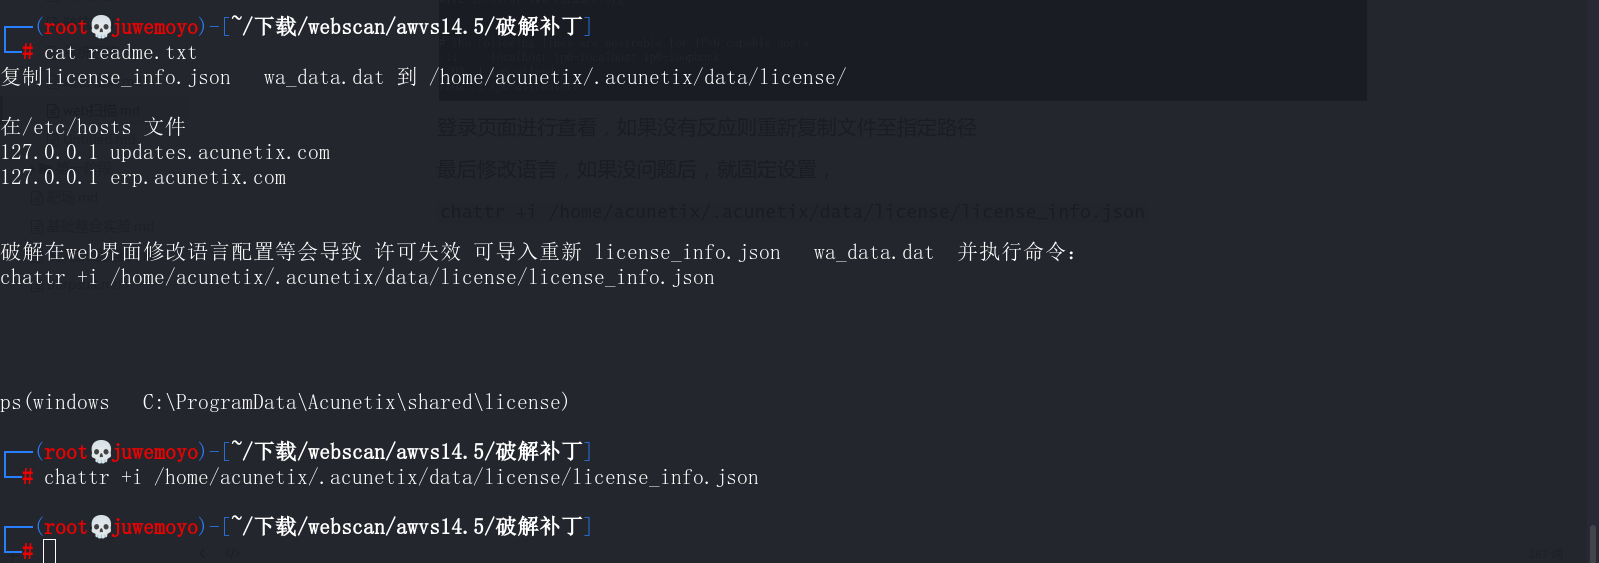 ┌──(root💀juwemoyo)-[~/下载/webscan/awvs14.5/破解补丁]
└─# cat readme.txt
复制license_info.json   wa_data.dat 到 /home/acunetix/.acunetix/data/license/
在/etc/hosts 文件
127.0.0.1 updates.acunetix.com
127.0.0.1 erp.acunetix.com
登录页面进行查看，如果没有反应则重新复制文件至指定路径
最后修改语言，如果没问题后，就固定设置，
chattr +i /home/acunetix/.acunetix/data/license/license_info.json
破解在web界面修改语言配置等会导致 许可失效 可导入重新 license_info.json   wa_data.dat  并执行命令：
chattr +i /home/acunetix/.acunetix/data/license/license_info.json
ps(windows   C:\ProgramData\Acunetix\shared\license)
┌──(root💀juwemoyo)-[~/下载/webscan/awvs14.5/破解补丁]
└─# chattr +i /home/acunetix/.acunetix/data/license/license_info.json
┌──(root💀juwemoyo)-[~/下载/webscan/awvs14.5/破解补丁]
└─#